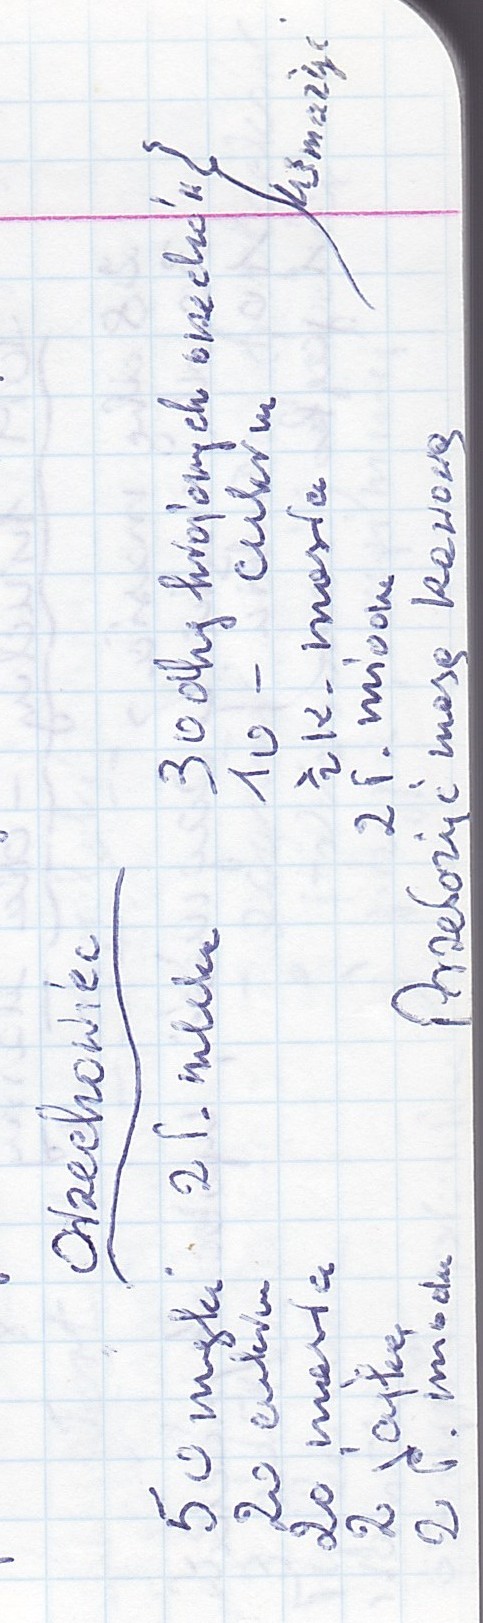 Orzechowiec
50 mąki 2 ł. mleka
20 cukru
20 masła
2 jajka
2 ł. miodu
30 dkg krojonych orzechów
10 - cukru
½ k. masła
2 ł. miodu
usmażyć
Przełożyć masą kawową